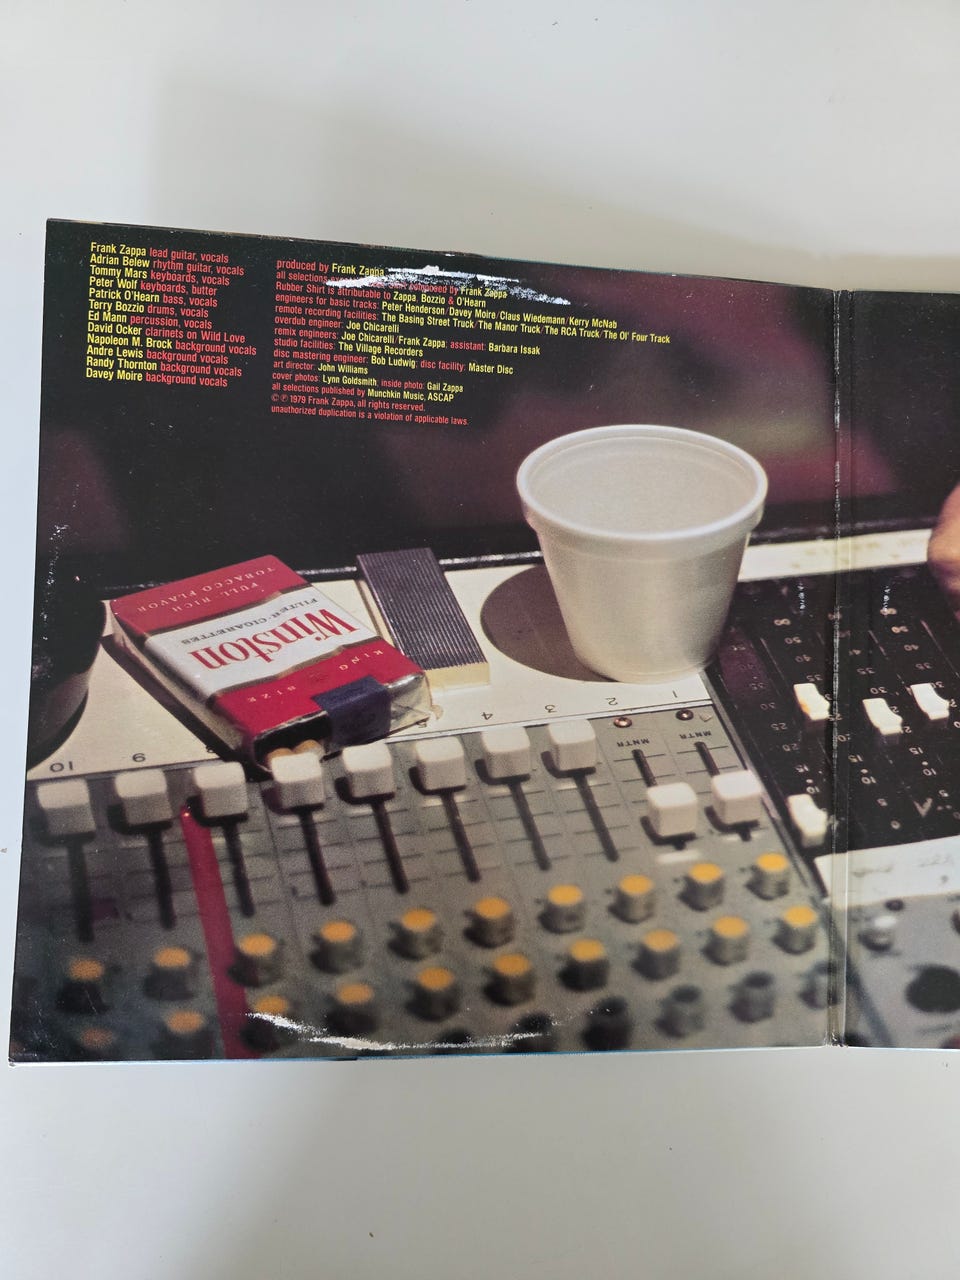 Frank Zappa lead guitar, vocals
Adrian Belew rhythm guitar, vocals
Tommy Mars keyboards, vocals
Peter Wolf keyboards, butter
Patrick O'Hearn bass, vocals
Terry Bozzio drums, vocals
Ed Mann percussion, vocals
David Ocker clarinets on Wild Love
Napoleon M. Brock background vocals
Andre Lewis background vocals
Randy Thornton background vocals
Davey Moire background vocals
produced by Frank Zappa
all selections composed by Frank Zappa
Rubber Shirt is attributable to Zappa, Bozzio & O'Hearn
engineers for basic tracks: Peter Henderson/Davey Moire/Claus Wiedemann/Kerry McNab
remote recording facilities: The Basing Street Truck/The Manor Truck/The RCA Truck/The Ol' Four Track
overdub engineer: Joe Chicarelli
remix engineers: Joe Chicarelli/Frank Zappa: assistant: Barbara Issak
studio facilities: The Village Recorders
disc mastering engineer: Bob Ludwig: disc facility: Master Disc
art director: John Williams
cover photos: Lynn Goldsmith, inside photo: Gail Zappa
all selections published by Munchkin Music, ASCAP
©℗ 1979 Frank Zappa, all rights reserved.
unauthorized duplication is a violation of applicable laws.
FULL · RICH
TOBACCO FLAVOR
FILTER-CIGARETTES
Winston
KING SIZE
10 9 8 5 4 3 2 1
MNTR MNTR